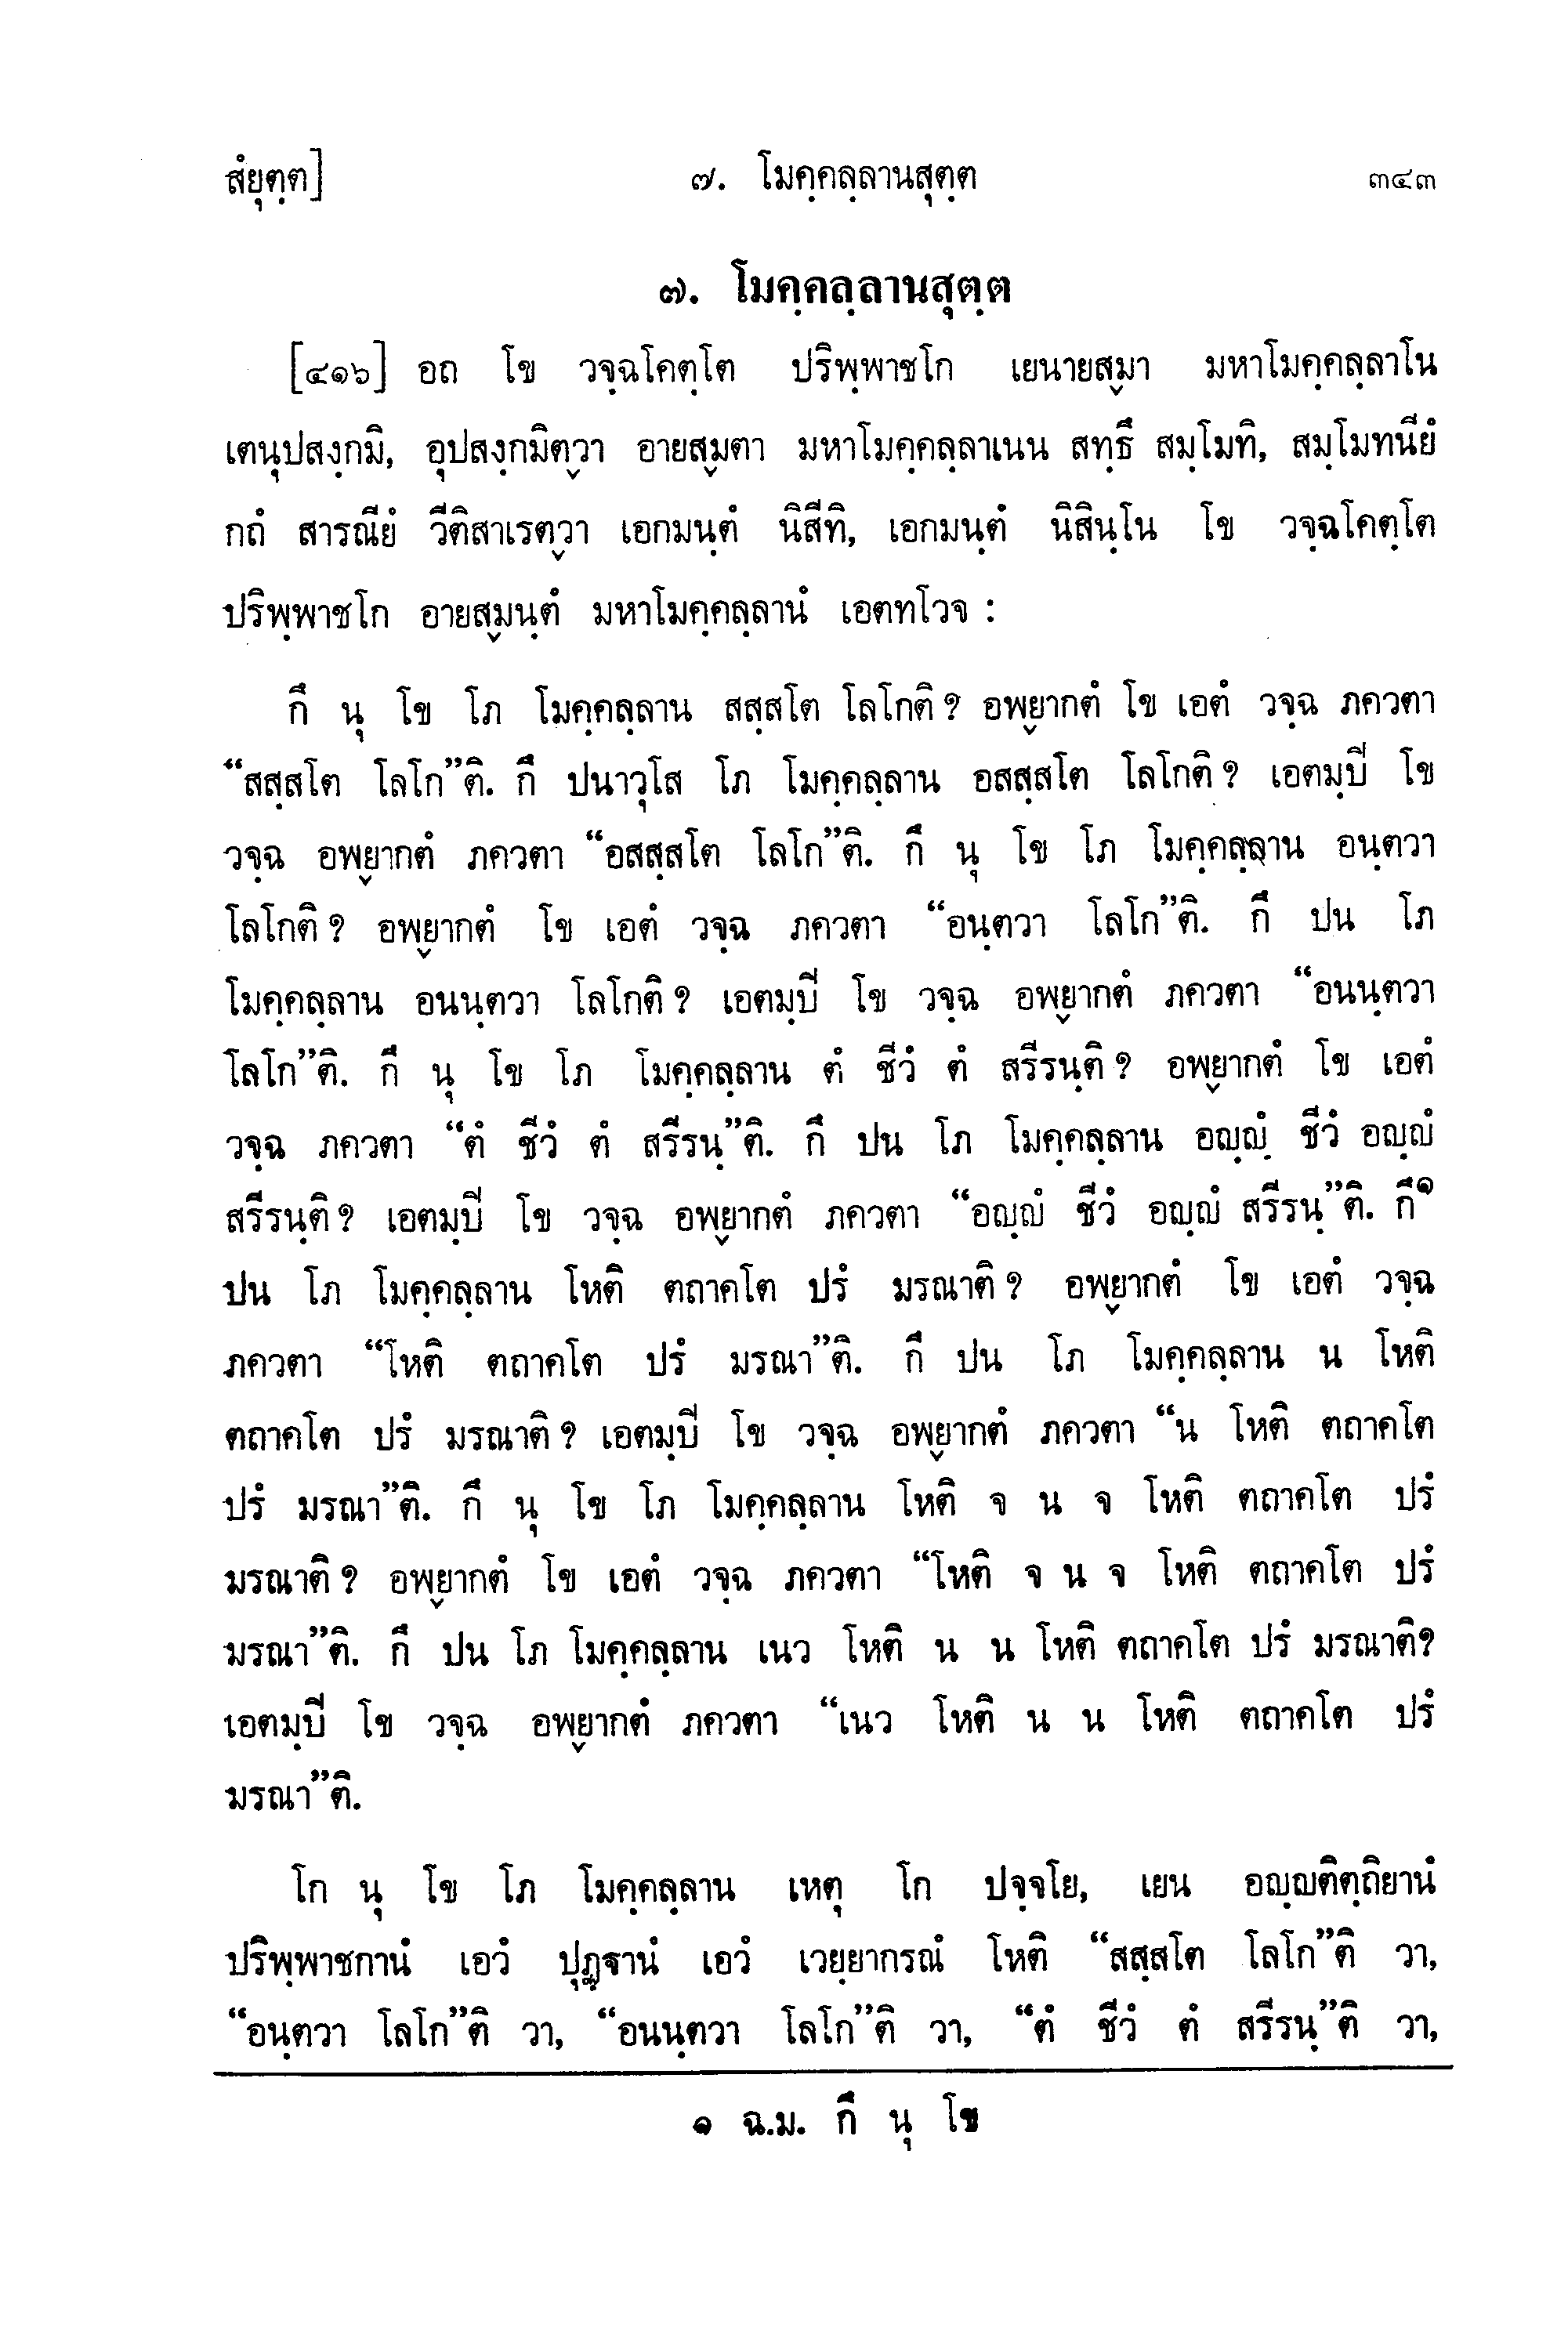 สํยุตฺต]	๗. โมคฺคลฺลานสุตฺต	๓๔๓
๗. โมคฺคลฺลานสุตฺต
[๔๑๖] อถ โข วจฺฉโคตฺโต ปริพฺพาชโก เยนายสฺมา มหาโมคฺคลฺลาโน
เตนุปสงฺกมิ, อุปสงฺกมิตฺวา อายสฺมตา มหาโมคฺคลฺลาเนน สทฺธึ สมฺโมทิ, สมฺโมทนียํ
กถํ สารณียํ วีติสาเรตฺวา เอกมนฺตํ นิสีทิ, เอกมนฺตํ นิสินฺโน โข วจฺฉโคตฺโต
ปริพฺพาชโก อายสฺมนฺตํ มหาโมคฺคลฺลานํ เอตทโวจ :
กึ นุ โข โภ โมคฺคลฺลาน สสฺสโต โลโกติ ? อพฺยากตํ โข เอตํ วจฺฉ ภควตา
“สสฺสโต โลโก”ติ. กึ ปนาวุโส โภ โมคฺคลฺลาน อสสฺสโต โลโกติ ? เอตมฺปี โข
วจฺฉ อพฺยากตํ ภควตา “อสสฺสโต โลโก”ติ. กึ นุ โข โภ โมคฺคลฺลาน อนฺตวา
โลโกติ ? อพฺยากตํ โข เอตํ วจฺฉ ภควตา “อนฺตวา โลโก”ติ. กึ ปน โภ
โมคฺคลฺลาน อนนฺตวา โลโกติ ? เอตมฺปี โข วจฺฉ อพฺยากตํ ภควตา “อนนฺตวา
โลโก”ติ. กึ นุ โข โภ โมคฺคลฺลาน ตํ ชีวํ ตํ สรีรนฺติ ? อพฺยากตํ โข เอตํ
วจฺฉ ภควตา “ตํ ชีวํ ตํ สรีรนฺ”ติ. กึ ปน โภ โมคฺคลฺลาน อญฺญํ ชีวํ อญฺญํ
สรีรนฺติ ? เอตมฺปี โข วจฺฉ อพฺยากตํ ภควตา “อญฺญํ ชีวํ อญฺญํ สรีรนฺ”ติ. กึ๑
ปน โภ โมคฺคลฺลาน โหติ ตถาคโต ปรํ มรณาติ ? อพฺยากตํ โข เอตํ วจฺฉ
ภควตา “โหติ ตถาคโต ปรํ มรณา”ติ. กึ ปน โภ โมคฺคลฺลาน น โหติ
ตถาคโต ปรํ มรณาติ ? เอตมฺปี โข วจฺฉ อพฺยากตํ ภควตา “น โหติ ตถาคโต
ปรํ มรณา”ติ. กึ นุ โข โภ โมคฺคลฺลาน โหติ จ น จ โหติ ตถาคโต ปรํ
มรณาติ ? อพฺยากตํ โข เอตํ วจฺฉ ภควตา “โหติ จ น จ โหติ ตถาคโต ปรํ
มรณา”ติ. กึ ปน โภ โมคฺคลฺลาน เนว โหติ น น โหติ ตถาคโต ปรํ มรณาติ?
เอตมฺปี โข วจฺฉ อพฺยากตํ ภควตา “เนว โหติ น น โหติ ตถาคโต ปรํ
มรณา”ติ.
โก นุ โข โภ โมคฺคลฺลาน เหตุ โก ปจฺจโย, เยน อญฺญติตฺถิยานํ
ปริพฺพาชกานํ เอวํ ปุฏฺฐานํ เอวํ เวยฺยากรณํ โหติ “สสฺสโต โลโก”ติ วา,
“อนฺตวา โลโก”ติ วา, “อนนฺตวา โลโก”ติ วา, “ตํ ชีวํ ตํ สรีรนฺ”ติ วา,
๑ ฉ.ม. กึ นุ โข